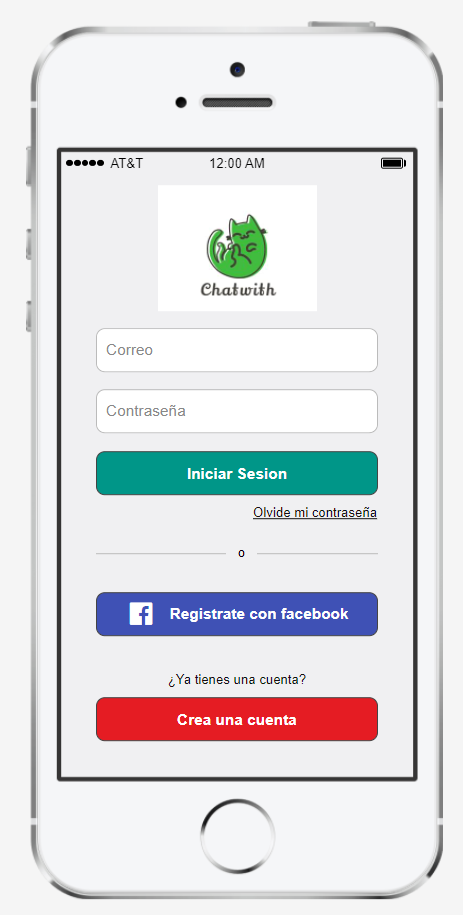 AT&T 12:00 AM
Chatwith
Correo
Contraseña
Iniciar Sesion
Olvide mi contraseña
o
Registrate con facebook
¿Ya tienes una cuenta?
Crea una cuenta